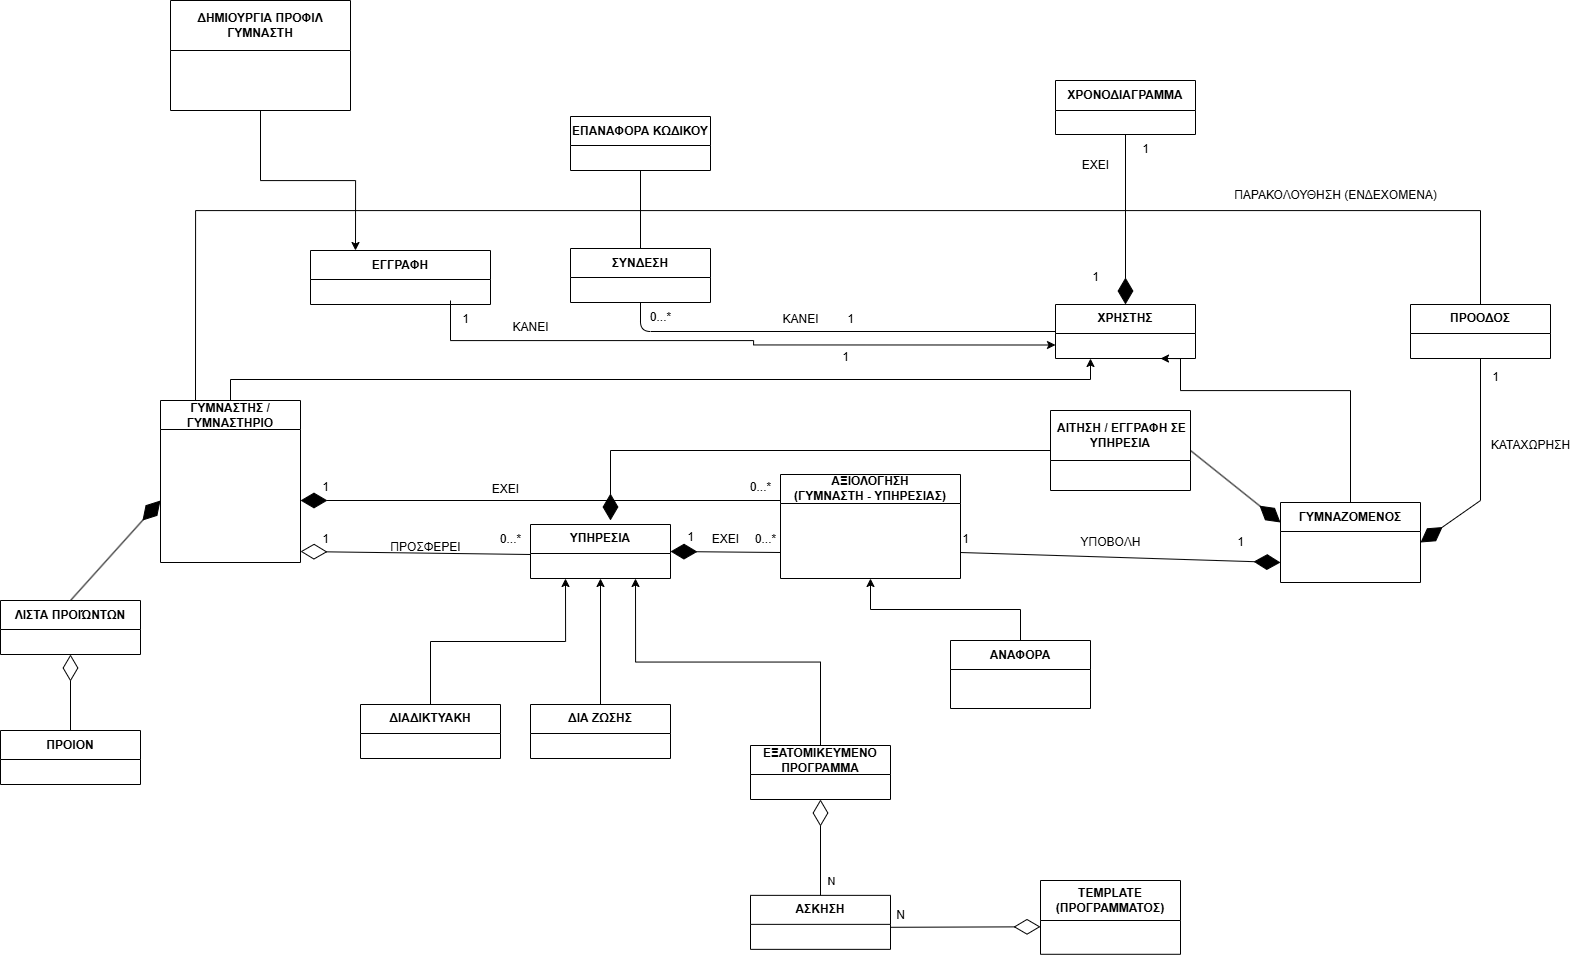 ΔΗΜΙΟΥΡΓΙΑ ΠΡΟΦΙΛ
ΓΥΜΝΑΣΤΗ
ΧΡΟΝΟΔΙΑΓΡΑΜΜΑ
ΕΠΑΝΑΦΟΡΑ ΚΩΔΙΚΟΥ
1
ΕΧΕΙ
ΠΑΡΑΚΟΛΟΥΘΗΣΗ (ΕΝΔΕΧΟΜΕΝΑ)
ΕΓΓΡΑΦΗ
ΣΥΝΔΕΣΗ
1
1
ΚΑΝΕΙ
0...*
ΚΑΝΕΙ
1
1
ΧΡΗΣΤΗΣ
ΠΡΟΟΔΟΣ
1
ΓΥΜΝΑΣΤΗΣ /
ΓΥΜΝΑΣΤΗΡΙΟ
ΑΙΤΗΣΗ / ΕΓΓΡΑΦΗ ΣΕ
ΥΠΗΡΕΣΙΑ
ΚΑΤΑΧΩΡΗΣΗ
1
ΕΧΕΙ
0...*
ΑΞΙΟΛΟΓΗΣΗ
(ΓΥΜΝΑΣΤΗ - ΥΠΗΡΕΣΙΑΣ)
ΓΥΜΝΑΖΟΜΕΝΟΣ
1
ΠΡΟΣΦΕΡΕΙ
0...*
ΥΠΗΡΕΣΙΑ
1
ΕΧΕΙ
0...*
1
ΥΠΟΒΟΛΗ
1
ΛΙΣΤΑ ΠΡΟΪΩΝΤΩΝ
ΑΝΑΦΟΡΑ
ΠΡΟΙΟΝ
ΔΙΑΔΙΚΤΥΑΚΗ
ΔΙΑ ΖΩΣΗΣ
ΕΞΑΤΟΜΙΚΕΥΜΕΝΟ
ΠΡΟΓΡΑΜΜΑ
N
ΑΣΚΗΣΗ
N
TEMPLATE
(ΠΡΟΓΡΑΜΜΑΤΟΣ)